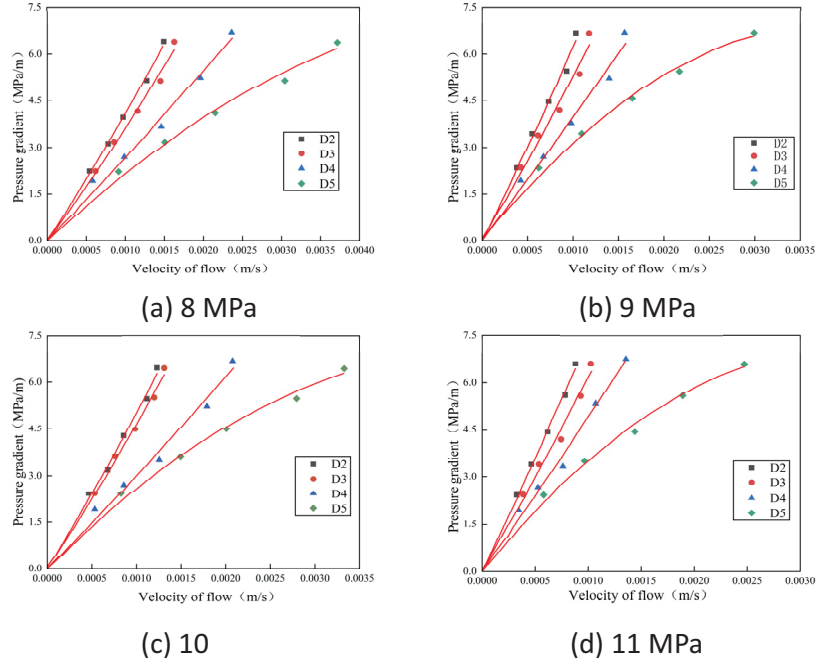 7.5
6.0
4.5
3.0
1.5
0.0
Pressure gradient (MPa/m)
D2
D3
D4
D5
0.0000 0.0005 0.0010 0.0015 0.0020 0.0025 0.0030 0.0035 0.0040
Velocity of flow（m/s）
(a) 8 MPa
7.5
6.0
4.5
3.0
1.5
0.0
Pressure gradient (MPa/m)
D2
D3
D4
D5
0.0000 0.0005 0.0010 0.0015 0.0020 0.0025 0.0030 0.0035
Velocity of flow（m/s）
(b) 9 MPa
7.5
6.0
4.5
3.0
1.5
0.0
Pressure gradient (MPa/m)
D2
D3
D4
D5
0.0000 0.0005 0.0010 0.0015 0.0020 0.0025 0.0030 0.0035
Velocity of flow（m/s）
(c) 10
7.5
6.0
4.5
3.0
1.5
0.0
Pressure gradient（MPa/m）
D2
D3
D4
D5
0.0000 0.0005 0.0010 0.0015 0.0020 0.0025 0.0030
Velocity of flow（m/s）
(d) 11 MPa